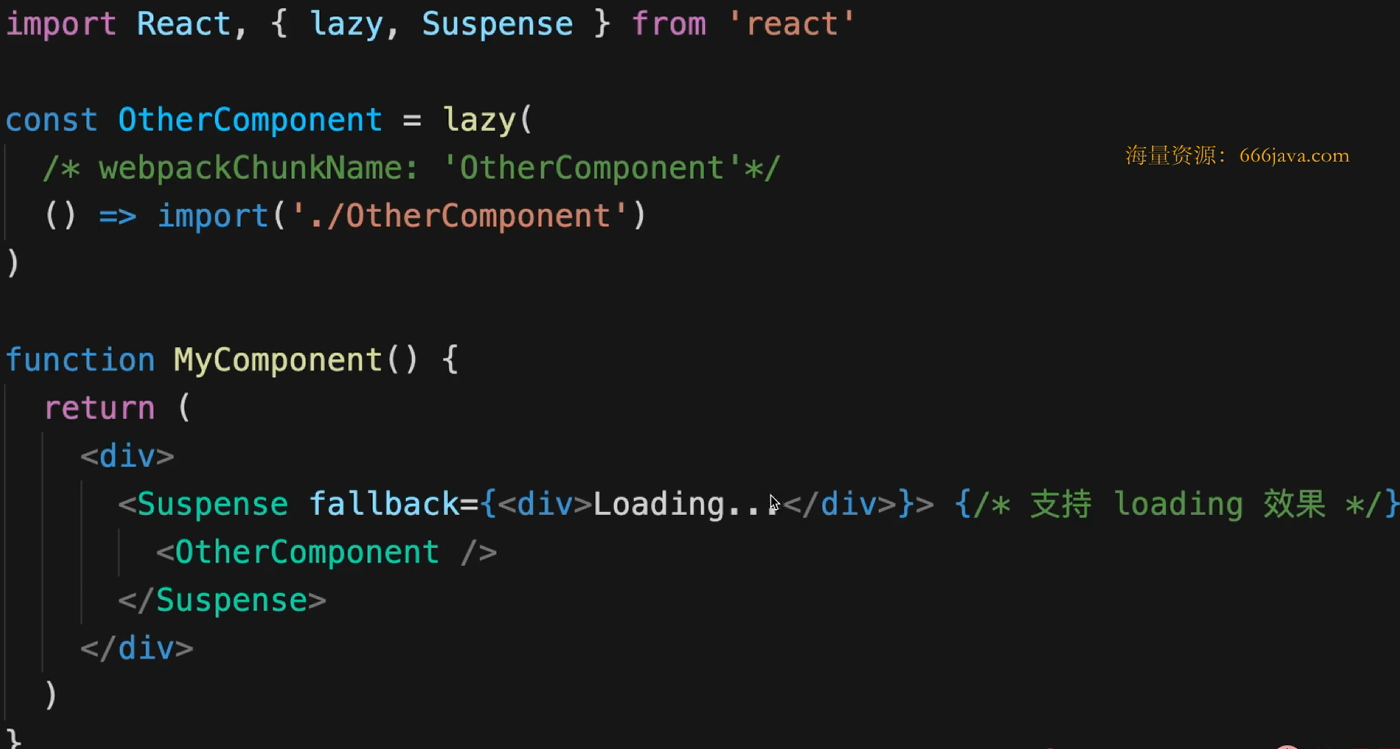 import React, { lazy, Suspense } from 'react'
const OtherComponent = lazy(
/* webpackChunkName: 'OtherComponent'*/
海量资源：666java.com
() => import('./OtherComponent')
)
function MyComponent() {
return (
<div>
<Suspense fallback={<div>Loading...</div>}> {/* 支持 loading 效果 */}
<OtherComponent />
</Suspense>
</div>
)
}